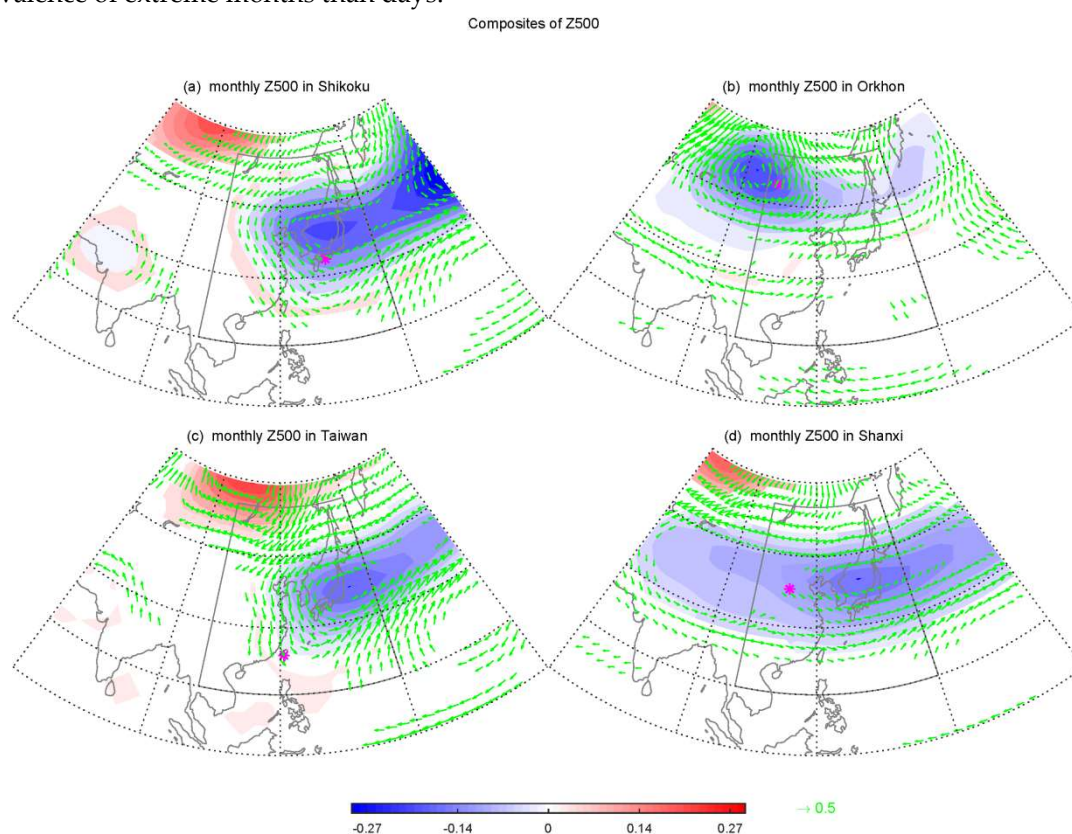 valence of extreme months than days.
Composites of Z500
(a) monthly Z500 in Shikoku
(b) monthly Z500 in Orkhon
(c) monthly Z500 in Taiwan
(d) monthly Z500 in Shanxi
→ 0.5
-0.27 -0.14 0 0.14 0.27